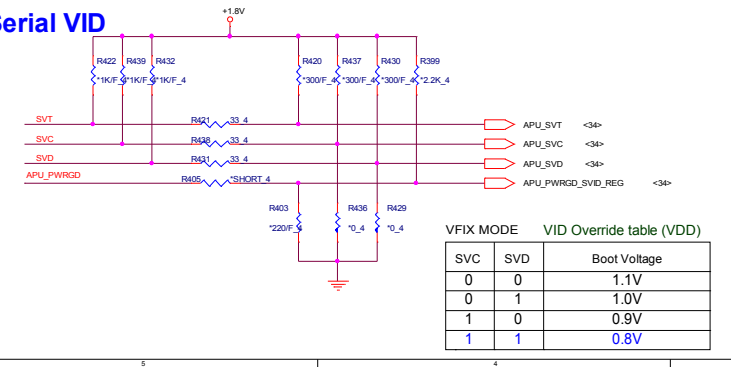 Serial VID
+1.8V
R422 R439 R432 R420 R437 R430 R399
*1K/F_4 *1K/F_4 *1K/F_4 *300/F_4 *300/F_4 *300/F_4 *2.2K_4
SVT R421 33_4 APU_SVT <34>
SVC R438 33_4 APU_SVC <34>
SVD R431 33_4 APU_SVD <34>
APU_PWRGD R405 *SHORT_4 APU_PWRGD_SVID_REG <34>
R403 R436 R429
*220/F_4 *0_4 *0_4
VFIX MODE VID Override table (VDD)
SVC SVD Boot Voltage
0 0 1.1V
0 1 1.0V
1 0 0.9V
1 1 0.8V
5 4